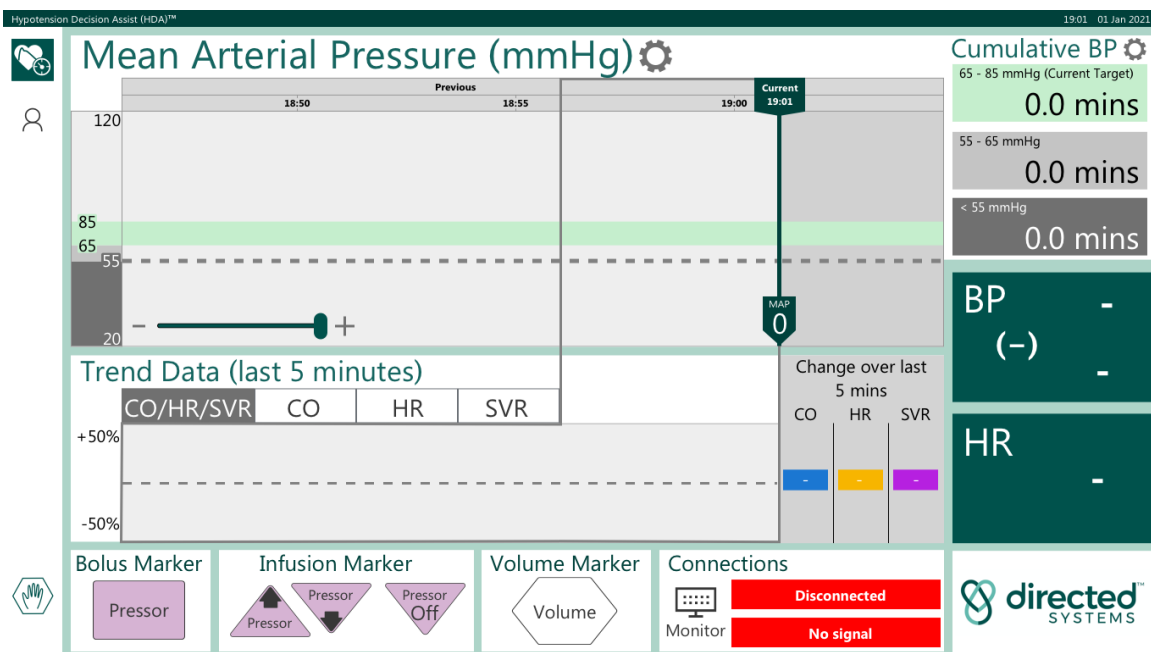 Hypotension Decision Assist (HDA)™
19:01 01 Jan 2021
Mean Arterial Pressure (mmHg)
Previous
Current
18:50 18:55 19:00 19:01
120
85
65
55
20
- +
MAP
0
Cumulative BP
65 - 85 mmHg (Current Target)
0.0 mins
55 - 65 mmHg
0.0 mins
< 55 mmHg
0.0 mins
BP -
(-)
-
HR
-
Trend Data (last 5 minutes)
CO/HR/SVR CO HR SVR
+50%
-50%
Change over last
5 mins
CO HR SVR
- - -
Bolus Marker
Pressor
Infusion Marker
Pressor
Pressor
Pressor
Off
Volume Marker
Volume
Connections
Monitor
Disconnected
No signal
directed™
SYSTEMS